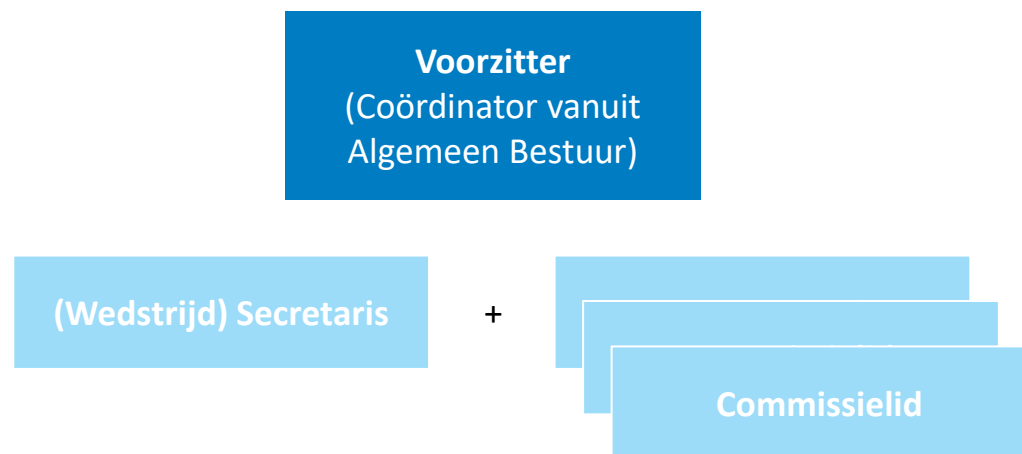 Voorzitter
(Coördinator vanuit
Algemeen Bestuur)
(Wedstrijd) Secretaris
+
Commissielid